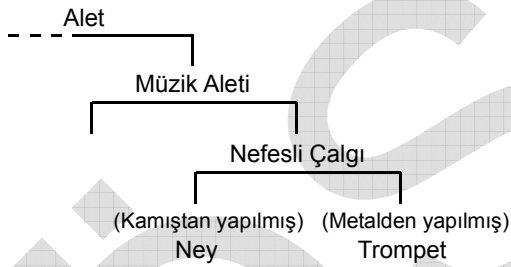 Alet
Müzik Aleti
Nefesli Çalgı
(Kamıştan yapılmış) (Metalden yapılmış)
Ney Trompet